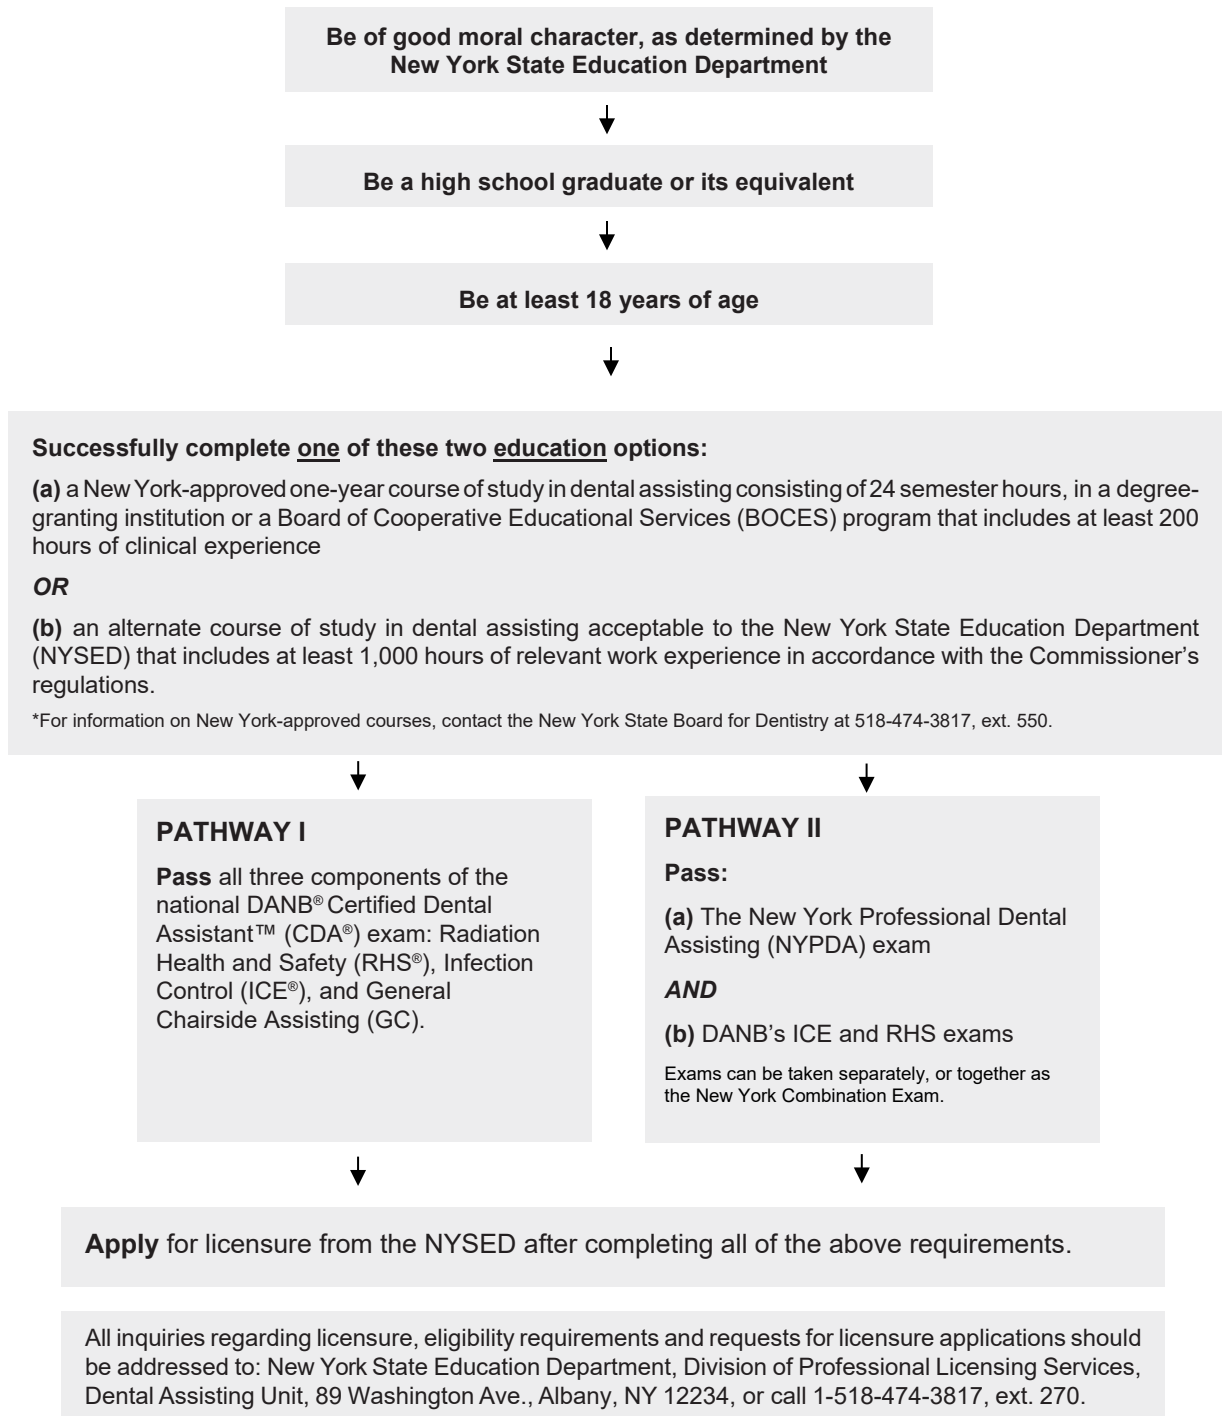 Be of good moral character, as determined by the
New York State Education Department
Be a high school graduate or its equivalent
Be at least 18 years of age
Successfully complete one of these two education options:
(a) a New York-approved one-year course of study in dental assisting consisting of 24 semester hours, in a degree-
granting institution or a Board of Cooperative Educational Services (BOCES) program that includes at least 200
hours of clinical experience
OR
(b) an alternate course of study in dental assisting acceptable to the New York State Education Department
(NYSED) that includes at least 1,000 hours of relevant work experience in accordance with the Commissioner's
regulations.
*For information on New York-approved courses, contact the New York State Board for Dentistry at 518-474-3817, ext. 550.
PATHWAY I
Pass all three components of the
national DANB® Certified Dental
Assistant™ (CDA®) exam: Radiation
Health and Safety (RHS®), Infection
Control (ICE®), and General
Chairside Assisting (GC).
PATHWAY II
Pass:
(a) The New York Professional Dental
Assisting (NYPDA) exam
AND
(b) DANB's ICE and RHS exams
Exams can be taken separately, or together as
the New York Combination Exam.
Apply for licensure from the NYSED after completing all of the above requirements.
All inquiries regarding licensure, eligibility requirements and requests for licensure applications should
be addressed to: New York State Education Department, Division of Professional Licensing Services,
Dental Assisting Unit, 89 Washington Ave., Albany, NY 12234, or call 1-518-474-3817, ext. 270.